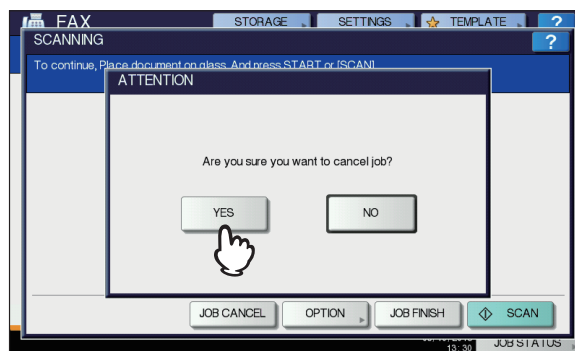 FAX STORAGE SETTINGS TEMPLATE ?
SCANNING ?
To continue, Place document on glass. And press START or [SCAN]
ATTENTION
Are you sure you want to cancel job?
YES NO
JOB CANCEL OPTION JOB FINISH SCAN
13:30 JOB STATUS